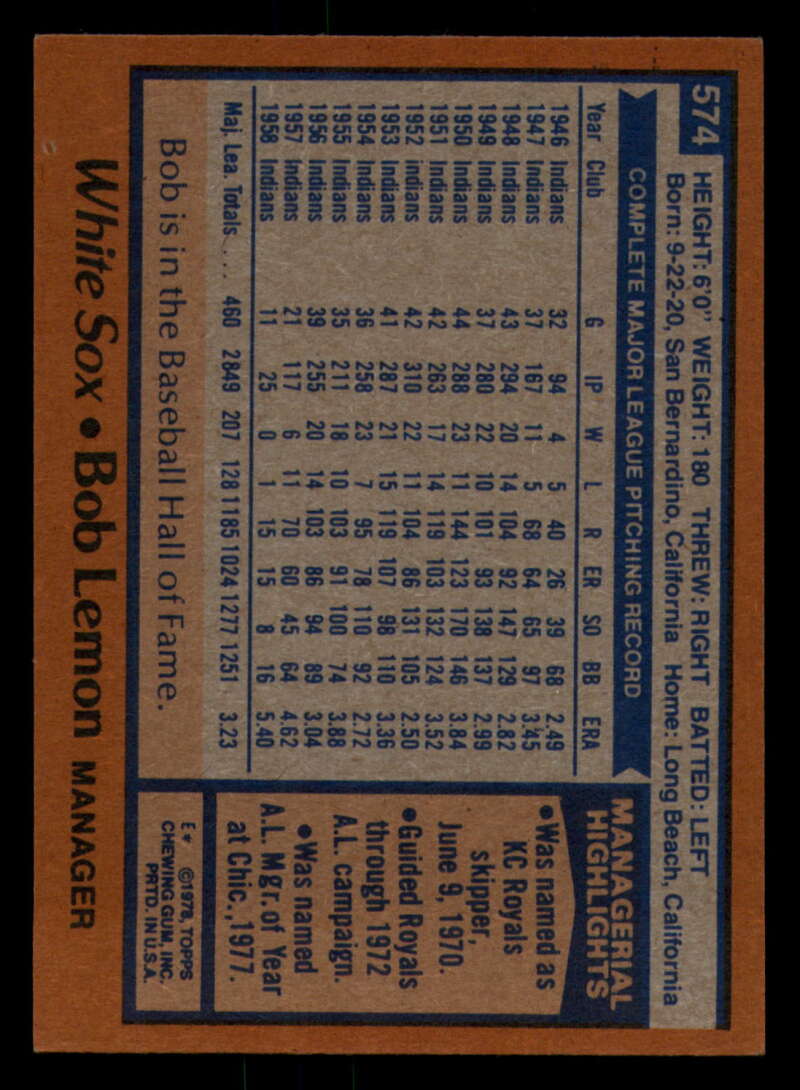 574
HEIGHT: 6'0" WEIGHT: 180 THREW: RIGHT BATTED: LEFT
Born: 9-22-20, San Bernardino, California Home: Long Beach, California
COMPLETE MAJOR LEAGUE PITCHING RECORD
Year Club G IP W L R ER SO BB ERA
1946 Indians 32 94 4 5 40 26 39 68 2.49
1947 Indians 37 167 11 5 68 64 65 97 3.45
1948 Indians 43 294 20 14 104 92 147 129 2.82
1949 Indians 37 280 22 10 101 93 138 137 2.99
1950 Indians 44 288 23 11 144 123 170 146 3.84
1951 Indians 42 263 17 14 119 103 132 124 3.52
1952 Indians 42 310 22 11 104 86 131 105 2.50
1953 Indians 41 287 21 15 119 107 98 110 3.36
1954 Indians 36 258 23 7 95 78 110 92 2.72
1955 Indians 35 211 18 10 103 91 100 74 3.88
1956 Indians 39 255 20 14 103 86 94 89 3.04
1957 Indians 21 117 6 11 70 60 45 64 4.62
1958 Indians 11 25 0 1 15 15 8 16 5.40
Maj. Lea. Totals ... 460 2849 207 128 1185 1024 1277 1251 3.23
Bob is in the Baseball Hall of Fame.
MANAGERIAL
HIGHLIGHTS
•Was named as
KC Royals
skipper,
June 9, 1970.
•Guided Royals
through 1972
A.L. campaign.
•Was named
A.L. Mgr. of Year
at Chic., 1977.
E* ©1978, TOPPS
CHEWING GUM, INC.
PRTD. IN U.S.A.
White Sox • Bob Lemon MANAGER